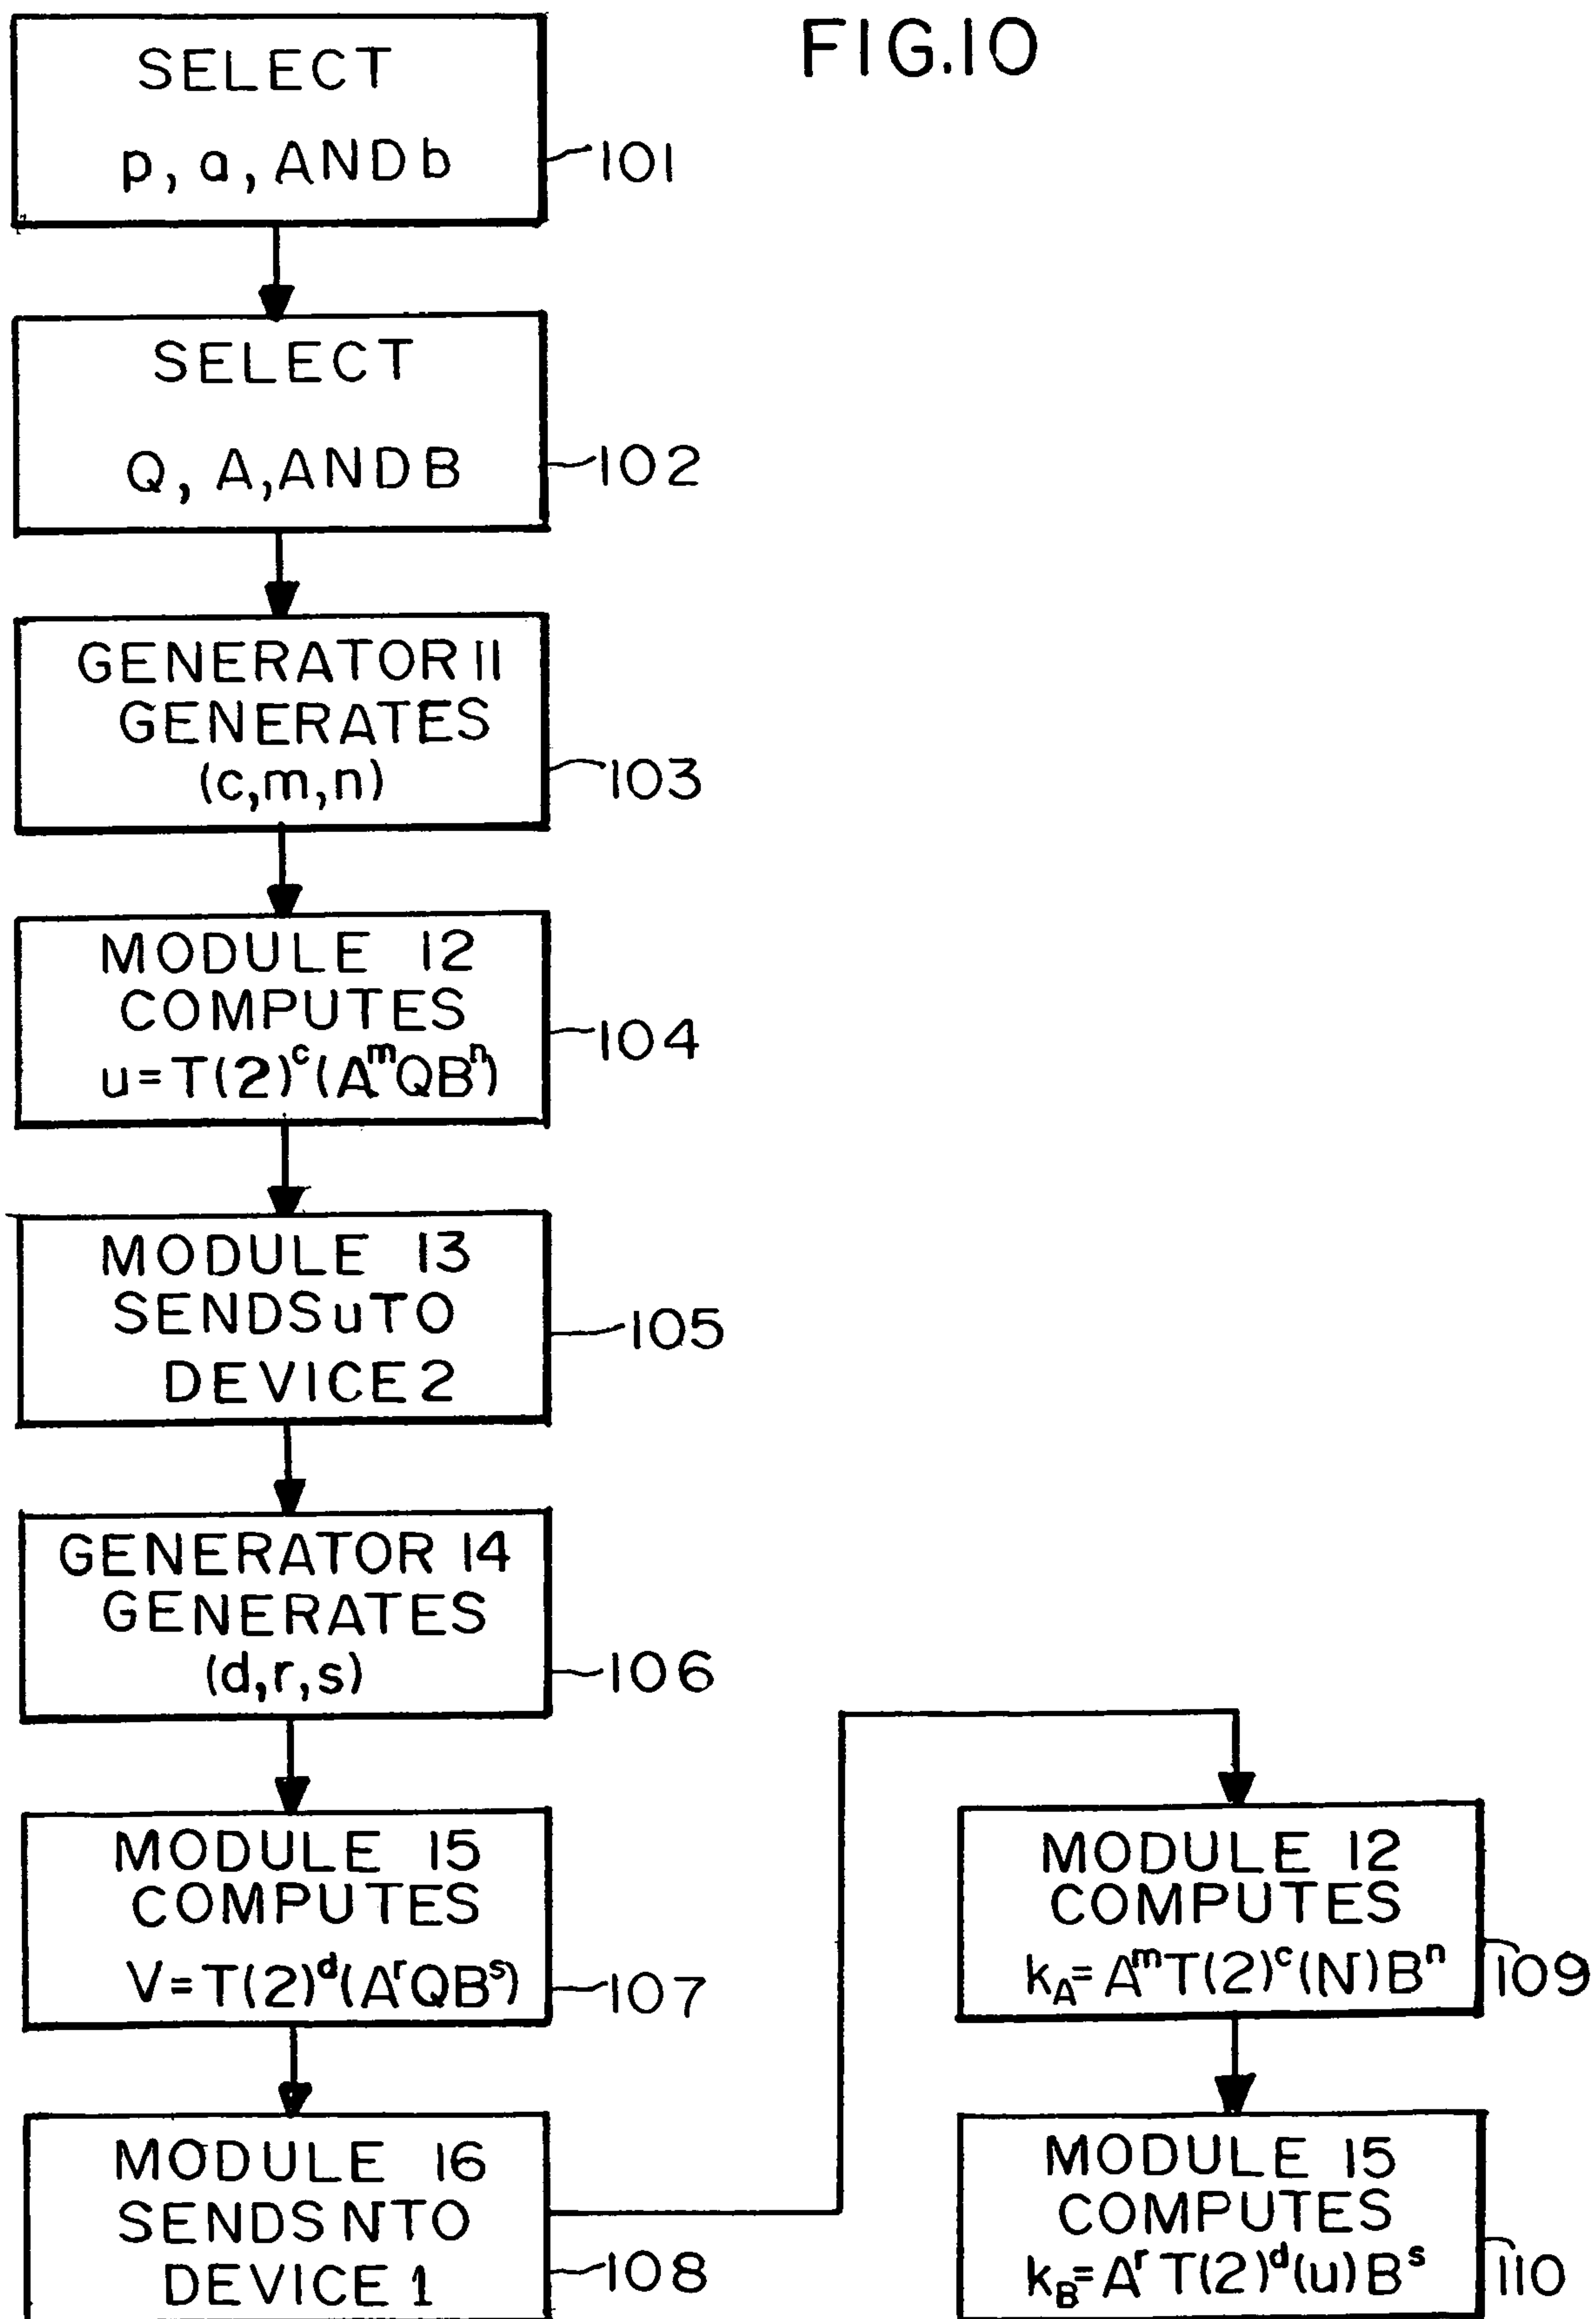 FIG.10
SELECT
p, a, AND b
101
SELECT
Q, A, AND B
102
GENERATOR 11
GENERATES
(c,m,n)
103
MODULE 12
COMPUTES
u=T(2)^c(A^mQB^n)
104
MODULE 13
SENDS u TO
DEVICE 2
105
GENERATOR 14
GENERATES
(d,r,s)
106
MODULE 15
COMPUTES
V=T(2)^d(A^rQB^s)
107
MODULE 16
SENDS N TO
DEVICE 1
108
MODULE 12
COMPUTES
k_A=A^mT(2)^c(N)B^n
109
MODULE 15
COMPUTES
k_B=A^rT(2)^d(u)B^s
110